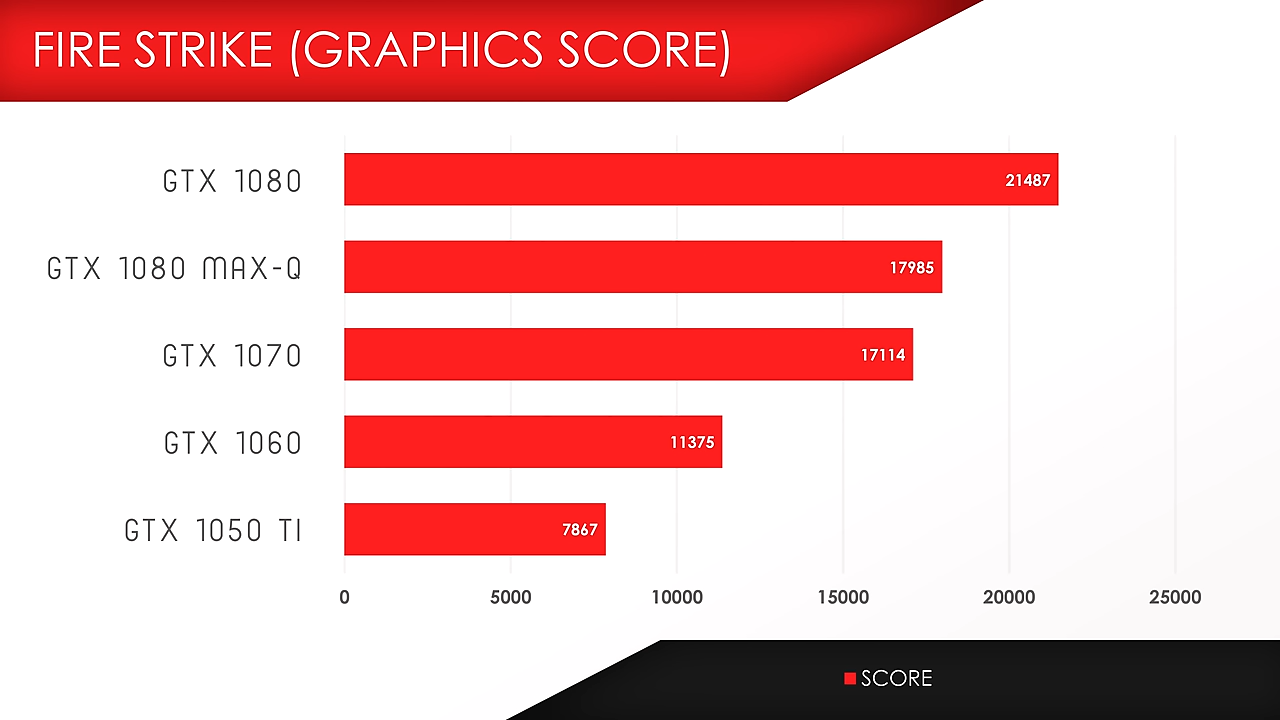 FIRE STRIKE (GRAPHICS SCORE)
GTX 1080 21487
GTX 1080 MAX-Q 17985
GTX 1070 17114
GTX 1060 11375
GTX 1050 TI 7867
0 5000 10000 15000 20000 25000
SCORE